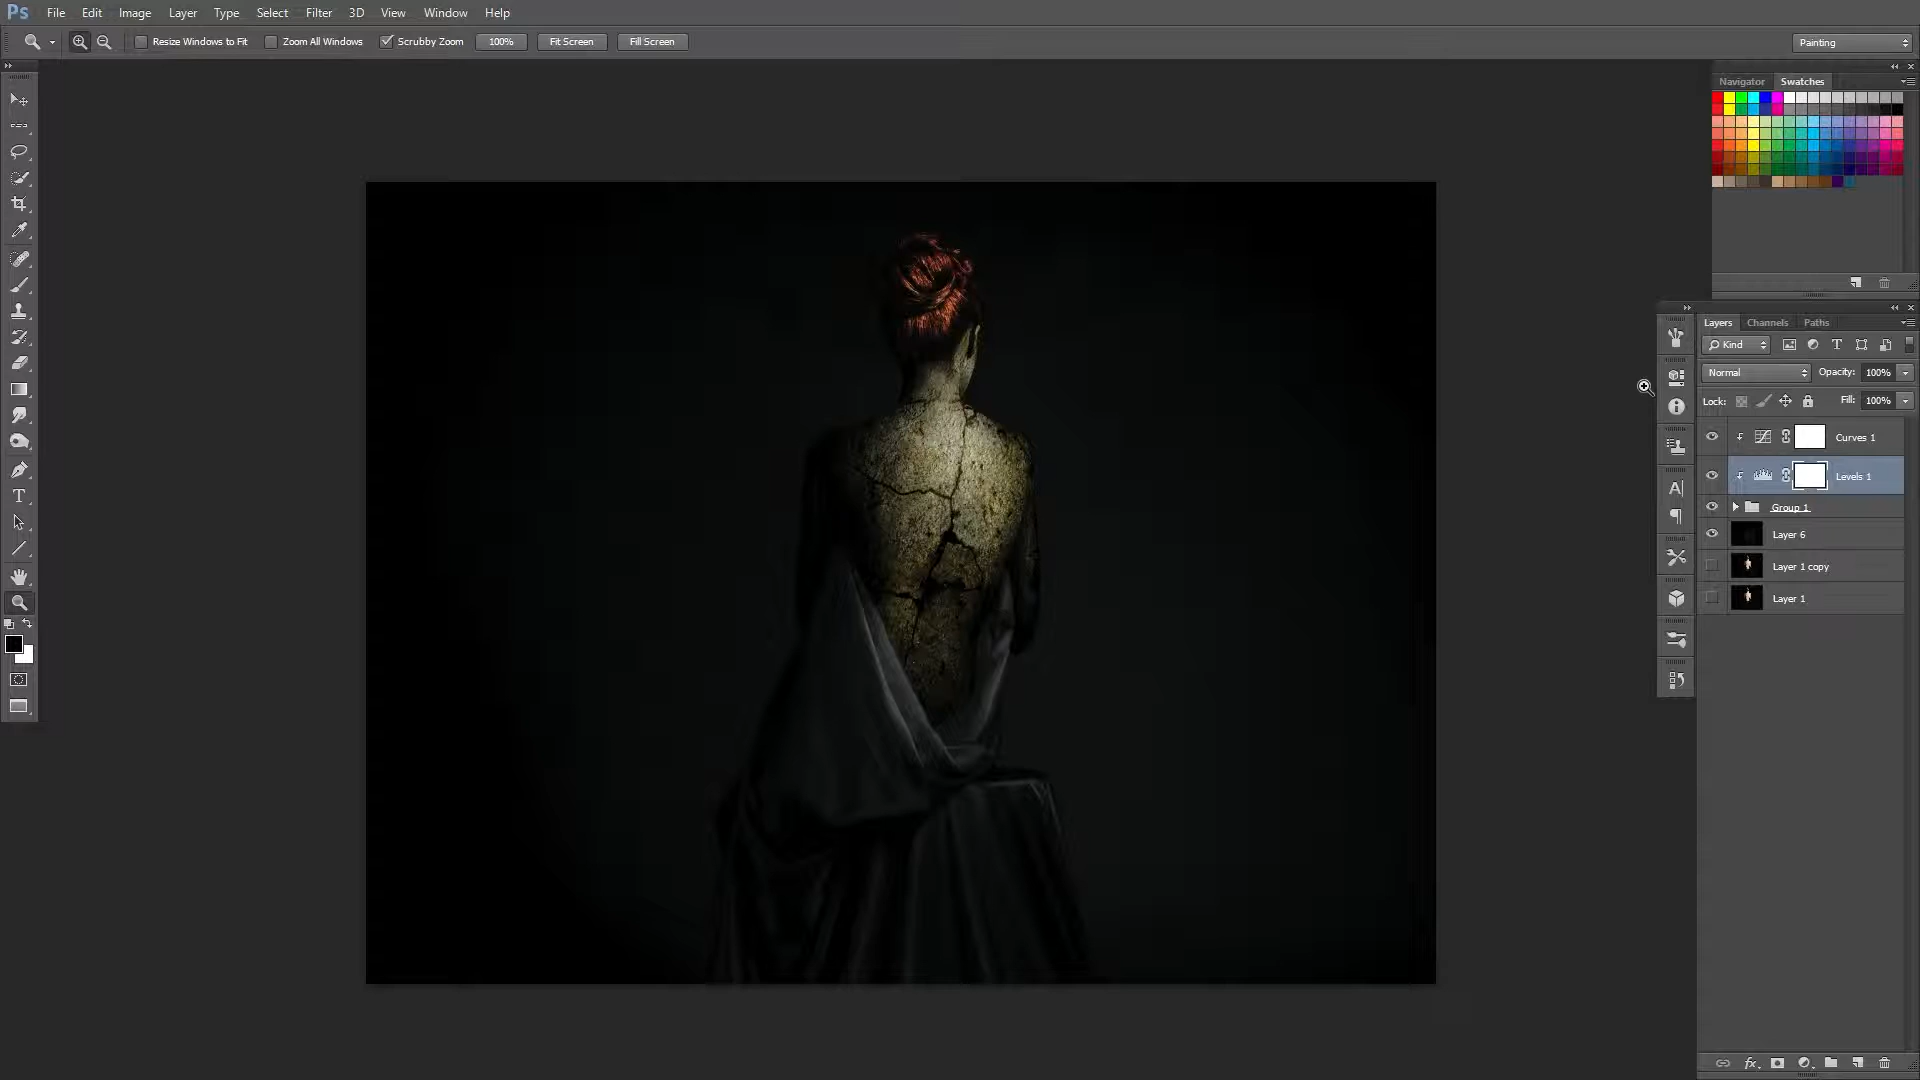 Ps File Edit Image Layer Type Select Filter 3D View Window Help
Resize Windows to Fit Zoom All Windows Scrubby Zoom 100% Fit Screen Fill Screen Painting
Navigator Swatches
Layers Channels Paths
Kind
Normal Opacity: 100%
Lock: Fill: 100%
Curves 1
Levels 1
Group 1
Layer 6
Layer 1 copy
Layer 1